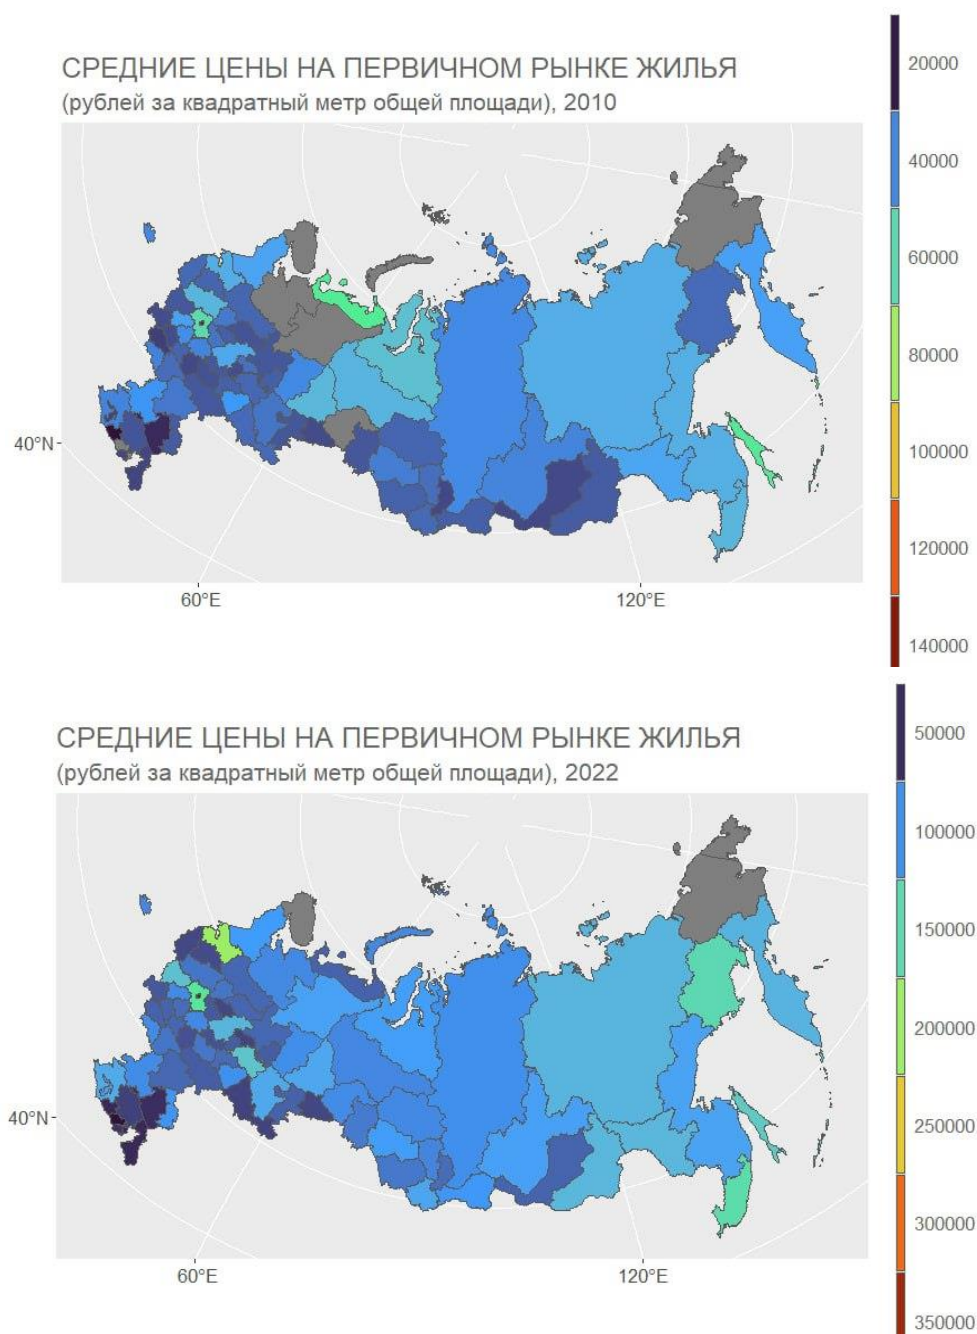 СРЕДНИЕ ЦЕНЫ НА ПЕРВИЧНОМ РЫНКЕ ЖИЛЬЯ
(рублей за квадратный метр общей площади), 2010
20000
40000
60000
80000
100000
120000
140000
40°N
60°E
120°E
СРЕДНИЕ ЦЕНЫ НА ПЕРВИЧНОМ РЫНКЕ ЖИЛЬЯ
(рублей за квадратный метр общей площади), 2022
50000
100000
150000
200000
250000
300000
350000
40°N
60°E
120°E